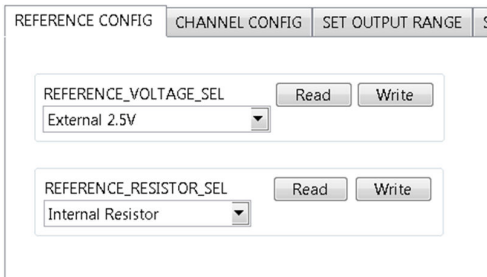 REFERENCE CONFIG CHANNEL CONFIG SET OUTPUT RANGE
REFERENCE_VOLTAGE_SEL Read Write
External 2.5V
REFERENCE_RESISTOR_SEL Read Write
Internal Resistor